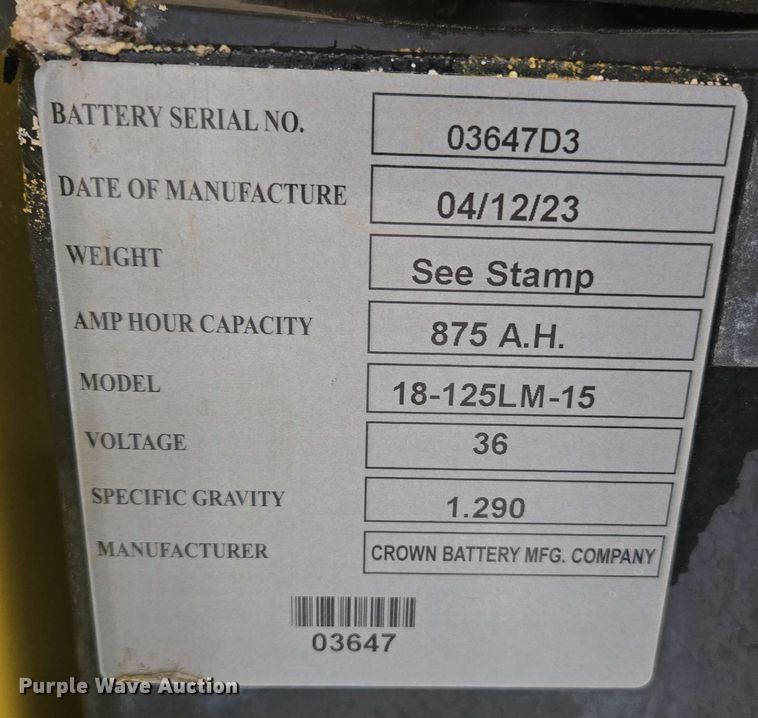 BATTERY SERIAL NO. 03647D3
DATE OF MANUFACTURE 04/12/23
WEIGHT See Stamp
AMP HOUR CAPACITY 875 A.H.
MODEL 18-125LM-15
VOLTAGE 36
SPECIFIC GRAVITY 1.290
MANUFACTURER CROWN BATTERY MFG. COMPANY
03647
Purple Wave Auction